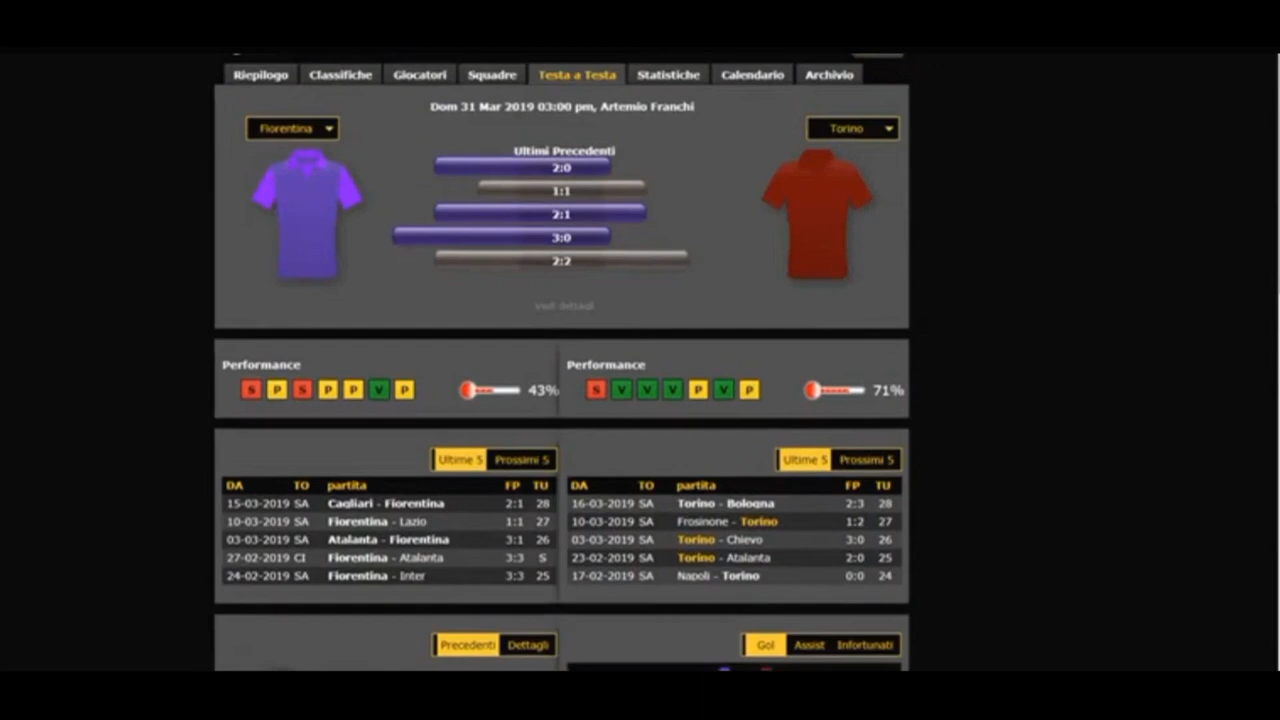 Riepilogo Classifiche Giocatori Squadre Testa a Testa Statistiche Calendario Archivio
Dom 31 Mar 2019 03:00 pm, Artemio Franchi
Fiorentina Torino
Ultimi Precedenti
2:0
1:1
2:1
3:0
2:2
Vedi dettagli
Performance Performance
S P S P P V P 43% S V V V P V P 71%
Ultime 5 Prossimi 5 Ultime 5 Prossimi 5
DA TO partita FP TU DA TO partita FP TU
15-03-2019 SA Cagliari - Fiorentina 2:1 28 16-03-2019 SA Torino - Bologna 2:3 28
10-03-2019 SA Fiorentina - Lazio 1:1 27 10-03-2019 SA Frosinone - Torino 1:2 27
03-03-2019 SA Atalanta - Fiorentina 3:1 26 03-03-2019 SA Torino - Chievo 3:0 26
27-02-2019 CI Fiorentina - Atalanta 3:3 S 23-02-2019 SA Torino - Atalanta 2:0 25
24-02-2019 SA Fiorentina - Inter 3:3 25 17-02-2019 SA Napoli - Torino 0:0 24
Precedenti Dettagli Gol Assist Infortunati